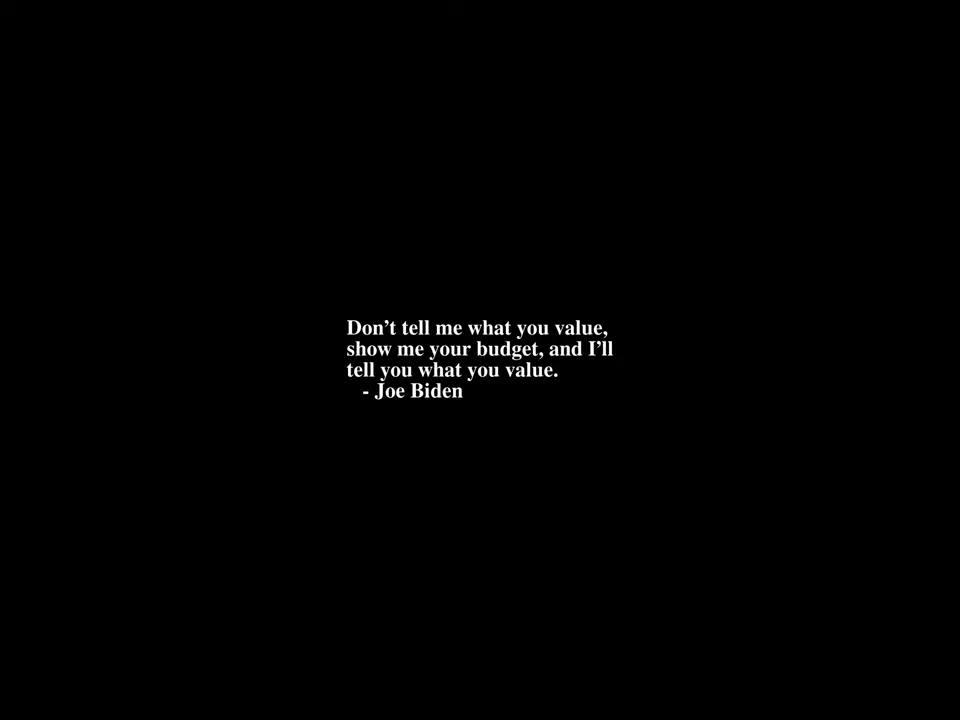 Don’t tell me what you value,
show me your budget, and I’ll
tell you what you value.
- Joe Biden